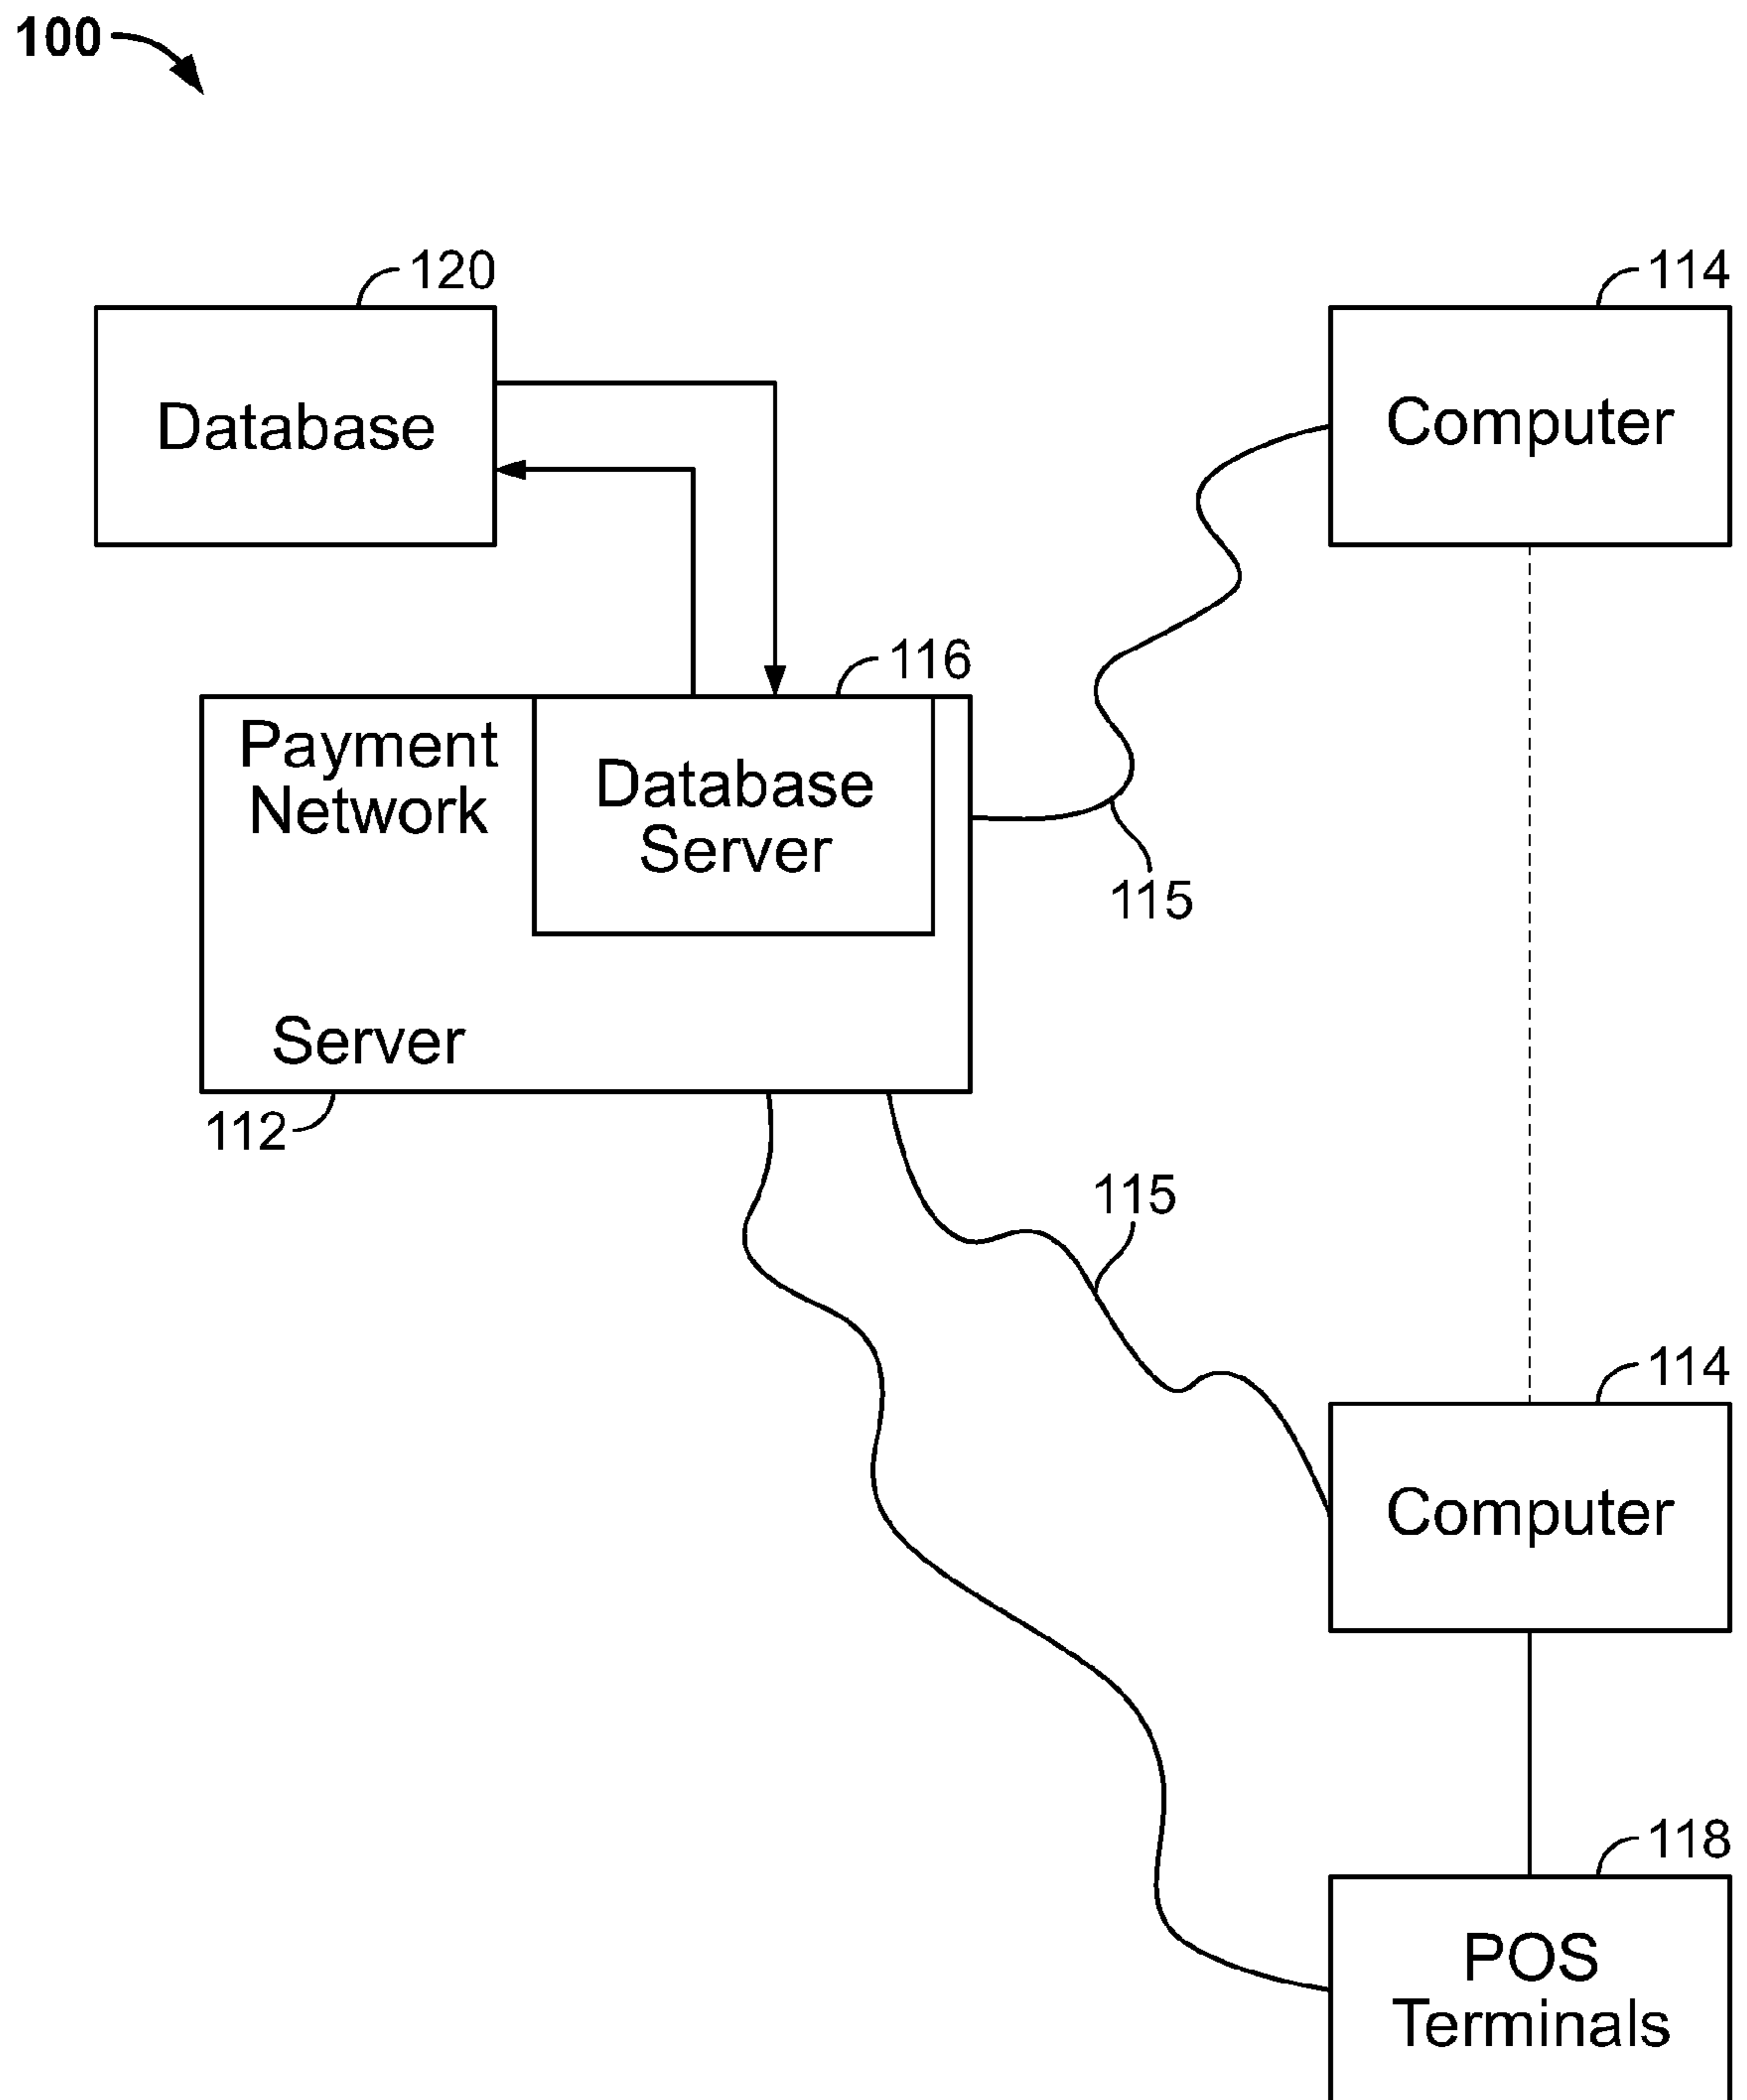 100
120
114
Database
Computer
116
Payment
Network
Database
Server
115
Server
112
115
114
Computer
118
POS
Terminals